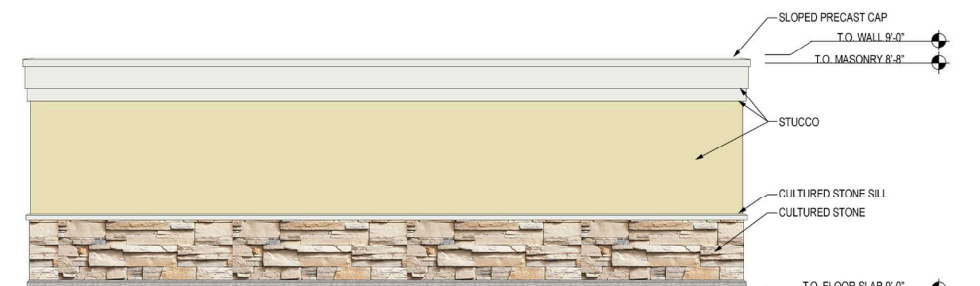 SLOPED PRECAST CAP
T.O. WALL 9'-0"
T.O. MASONRY 8'-8"
STUCCO
CULTURED STONE SILL
CULTURED STONE
T.O. FLOOR SLAB 0'-0"